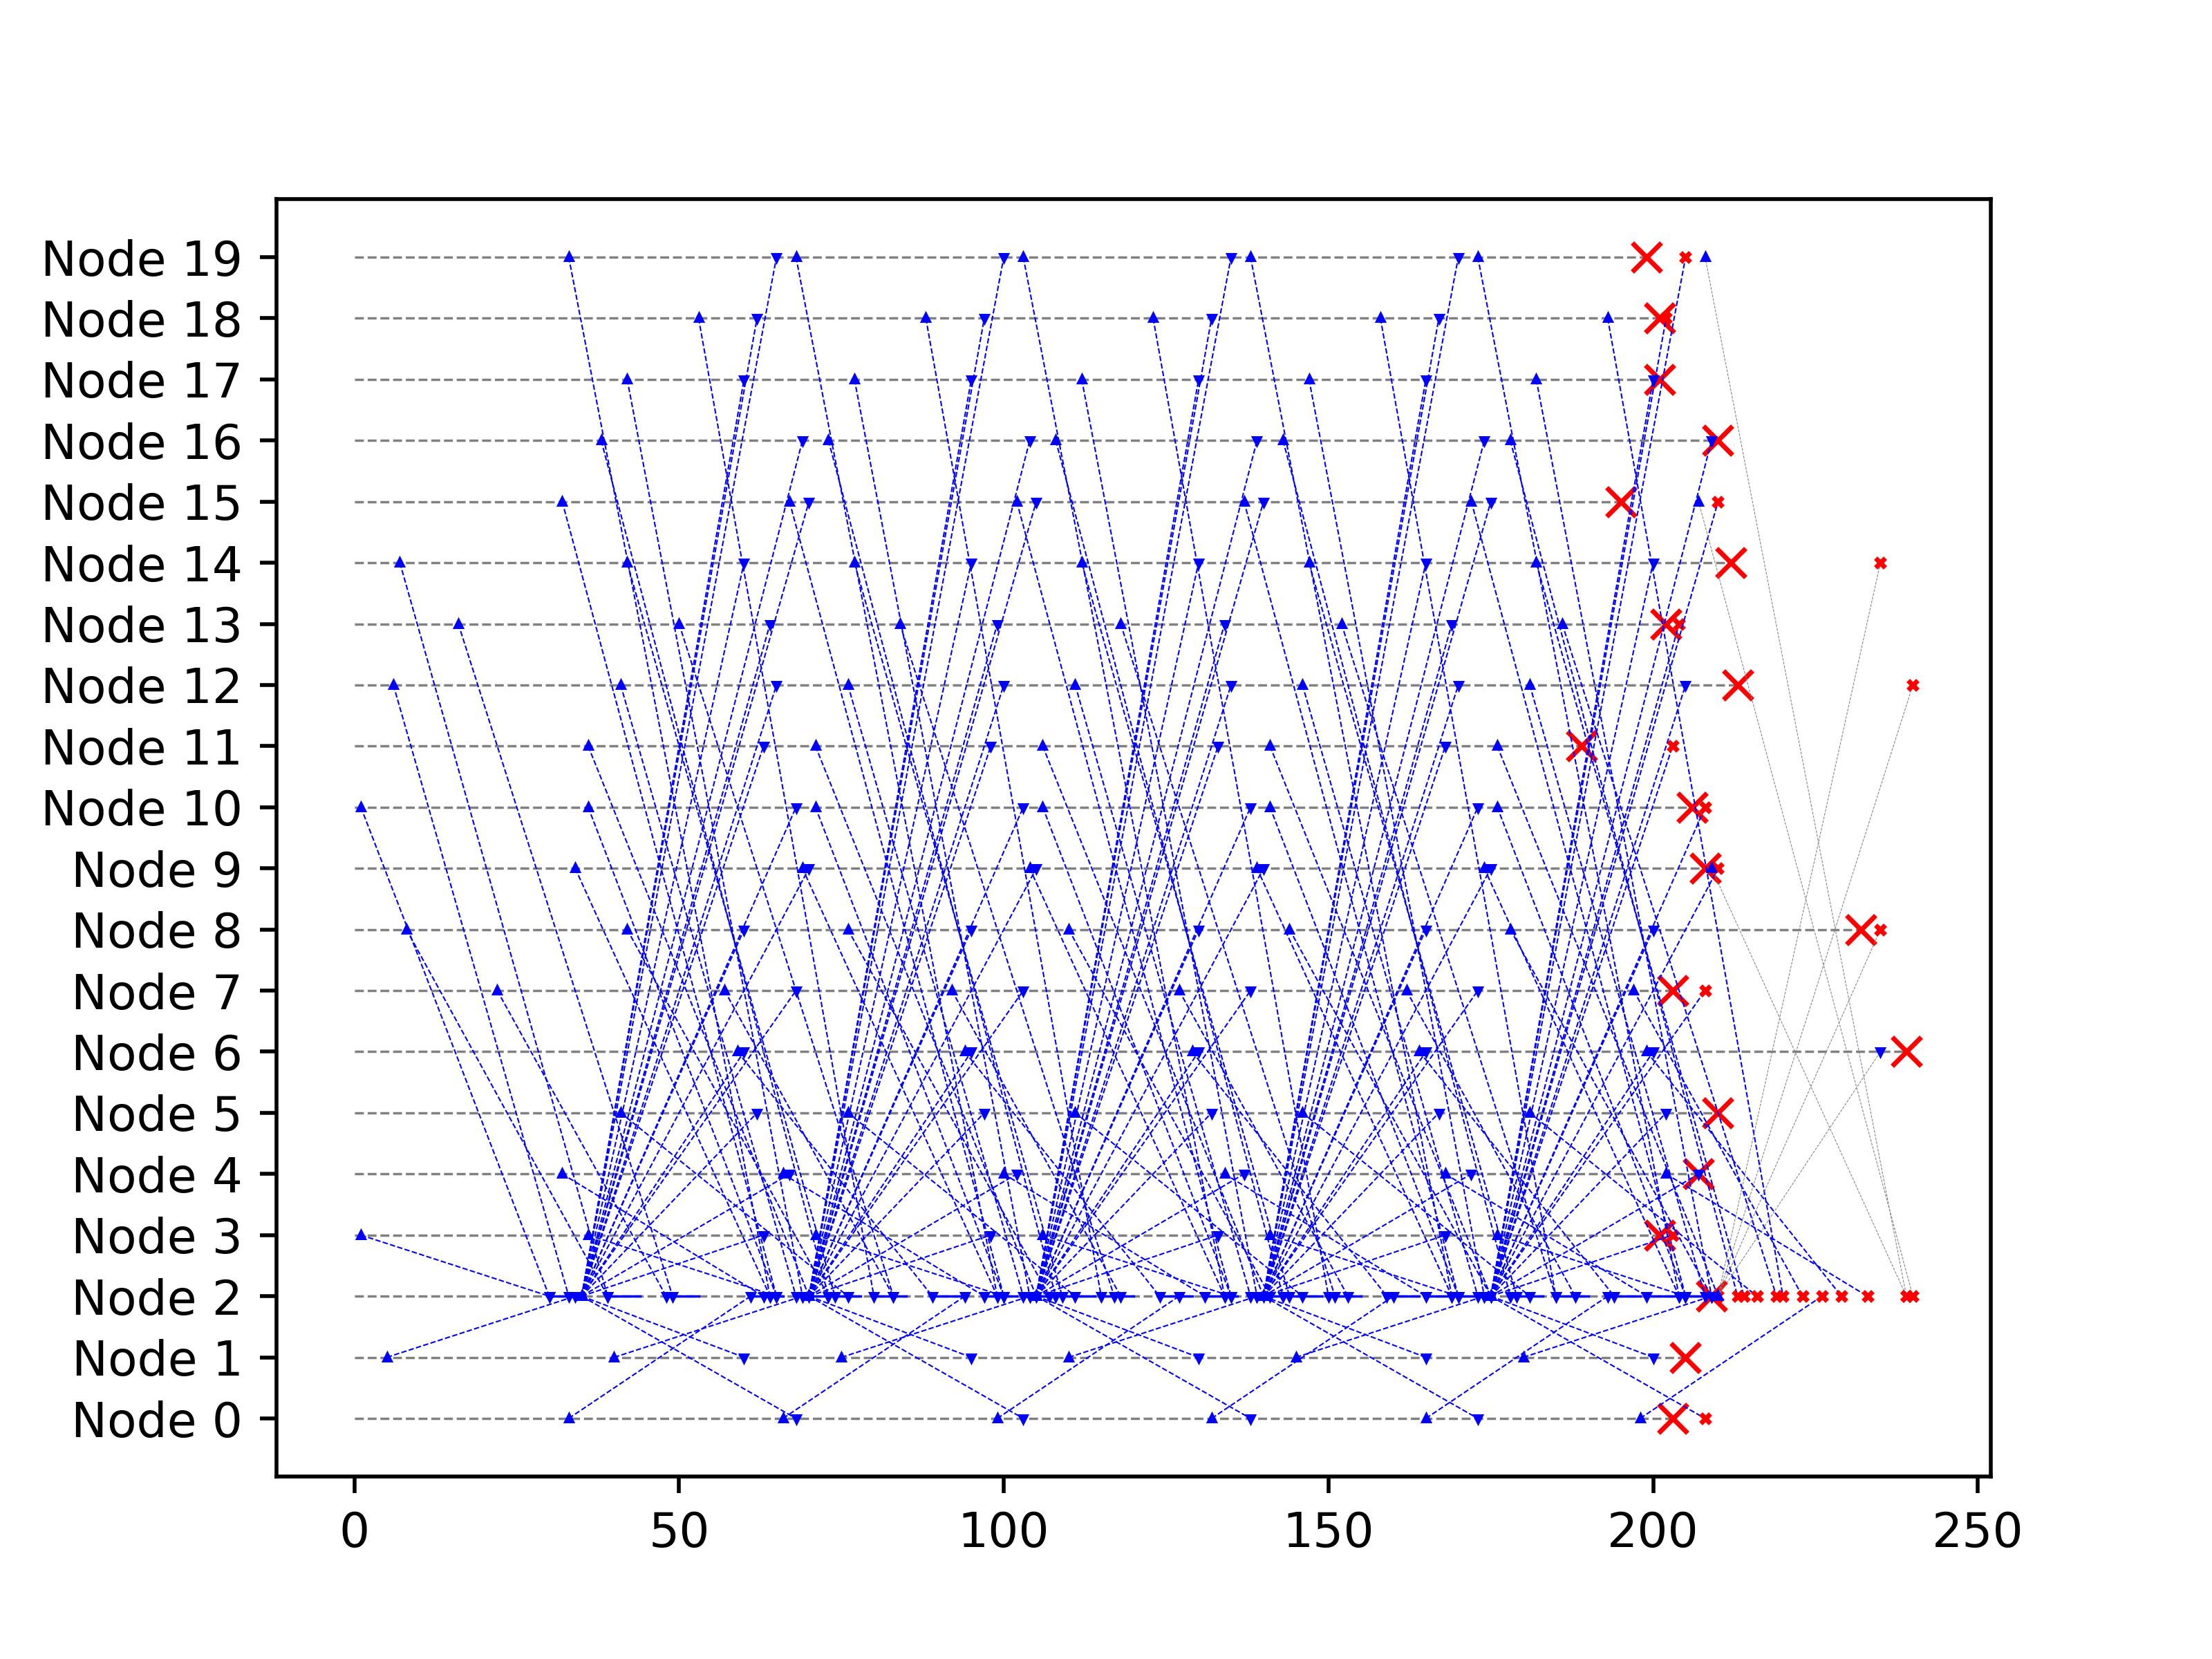 Node 19
Node 18
Node 17
Node 16
Node 15
Node 14
Node 13
Node 12
Node 11
Node 10
Node 9
Node 8
Node 7
Node 6
Node 5
Node 4
Node 3
Node 2
Node 1
Node 0
0 50 100 150 200 250